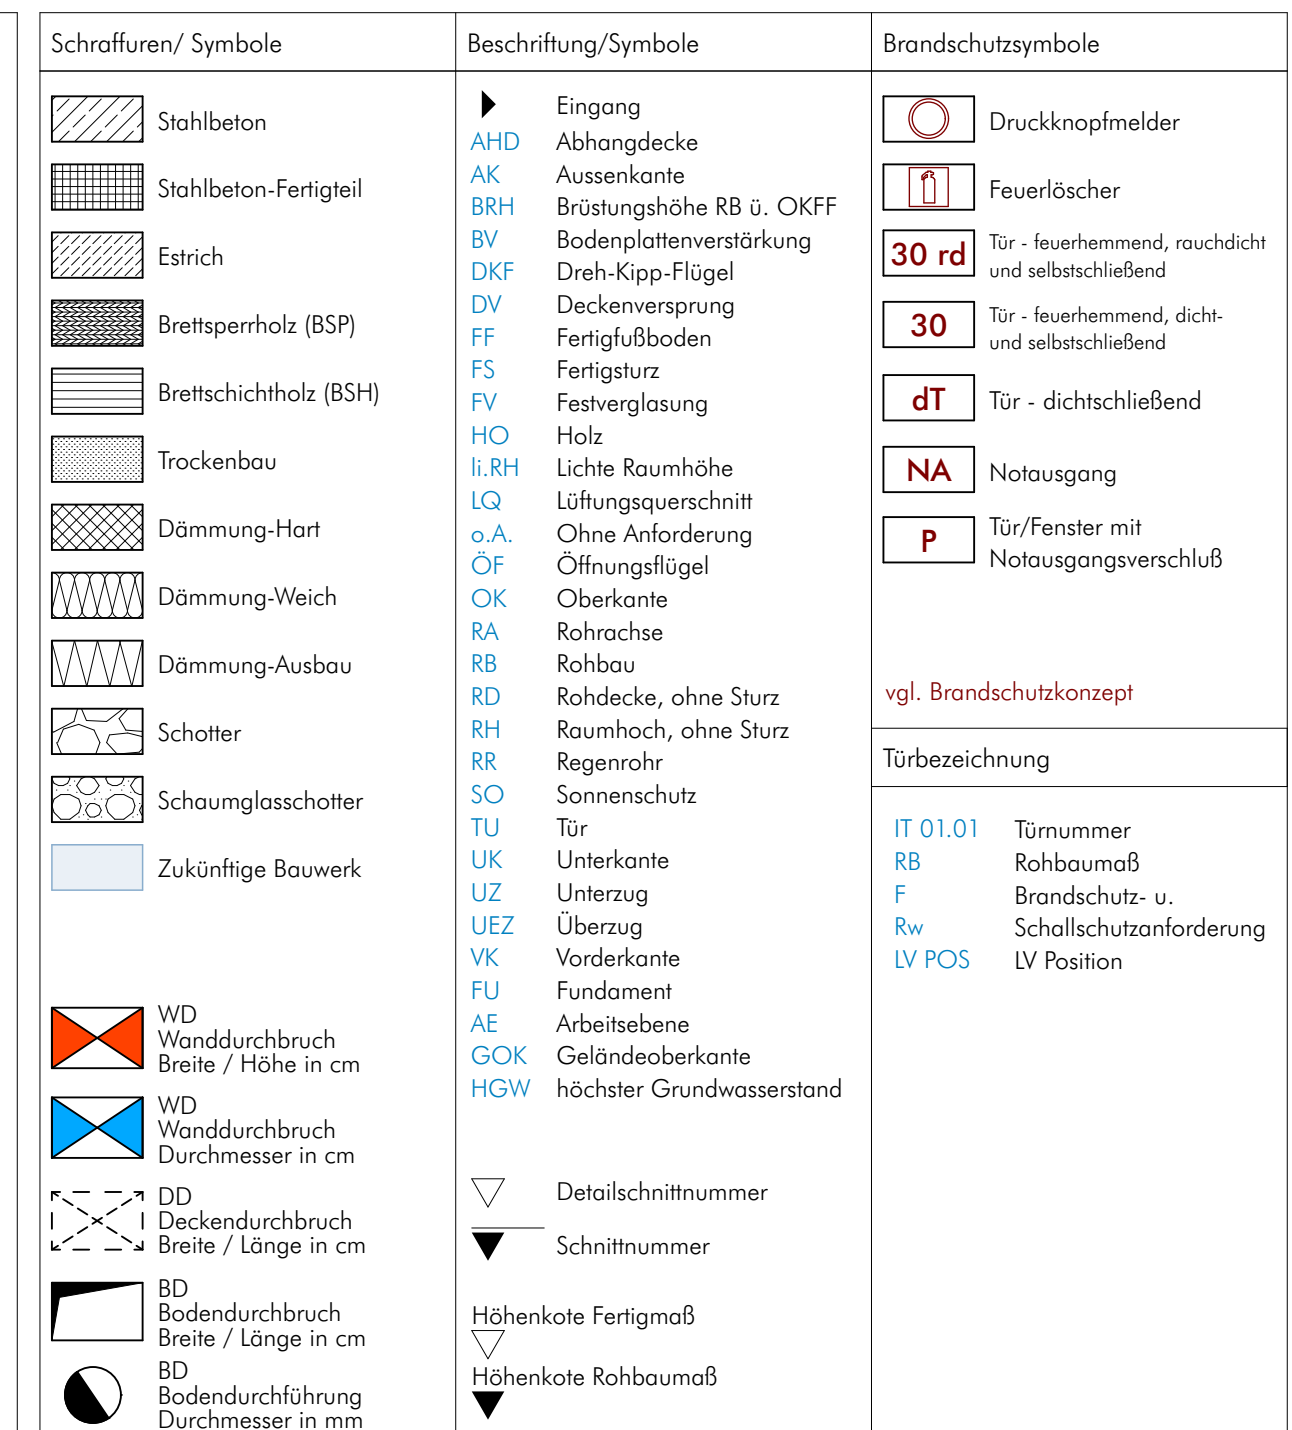 Schraffuren/ Symbole
Stahlbeton
Stahlbeton-Fertigteil
Estrich
Brettsperrholz (BSP)
Brettschichtholz (BSH)
Trockenbau
Dämmung-Hart
Dämmung-Weich
Dämmung-Ausbau
Schotter
Schaumglasschotter
Zukünftige Bauwerk
WD
Wanddurchbruch
Breite / Höhe in cm
WD
Wanddurchbruch
Durchmesser in cm
DD
Deckendurchbruch
Breite / Länge in cm
BD
Bodendurchbruch
Breite / Länge in cm
BD
Bodendurchführung
Durchmesser in mm
Beschriftung/Symbole
Eingang
AHD Abhangdecke
AK Aussenkante
BRH Brüstungshöhe RB ü. OKFF
BV Bodenplattenverstärkung
DKF Dreh-Kipp-Flügel
DV Deckenversprung
FF Fertigfußboden
FS Fertigsturz
FV Festverglasung
HO Holz
li.RH Lichte Raumhöhe
LQ Lüftungsquerschnitt
o.A. Ohne Anforderung
ÖF Öffnungsflügel
OK Oberkante
RA Rohrachse
RB Rohbau
RD Rohdecke, ohne Sturz
RH Raumhoch, ohne Sturz
RR Regenrohr
SO Sonnenschutz
TU Tür
UK Unterkante
UZ Unterzug
UEZ Überzug
VK Vorderkante
FU Fundament
AE Arbeitsebene
GOK Geländeoberkante
HGW höchster Grundwasserstand
Detailschnittnummer
Schnittnummer
Höhenkote Fertigmaß
Höhenkote Rohbaumaß
Brandschutzsymbole
Druckknopfmelder
Feuerlöscher
30 rd Tür - feuerhemmend, rauchdicht
und selbstschließend
30 Tür - feuerhemmend, dicht-
und selbstschließend
dT Tür - dichtschließend
NA Notausgang
P Tür/Fenster mit
Notausgangsverschluß
vgl. Brandschutzkonzept
Türbezeichnung
IT 01.01 Türnummer
RB Rohbaumaß
F Brandschutz- u.
Rw Schallschutzanforderung
LV POS LV Position